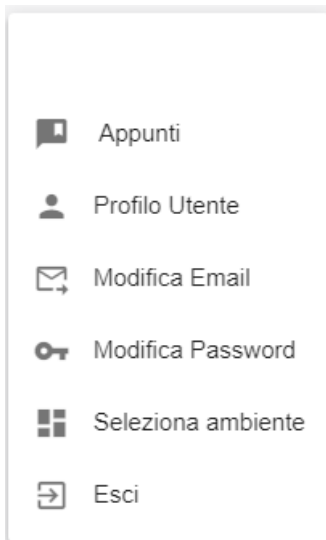 Appunti
Profilo Utente
Modifica Email
Modifica Password
Seleziona ambiente
Esci